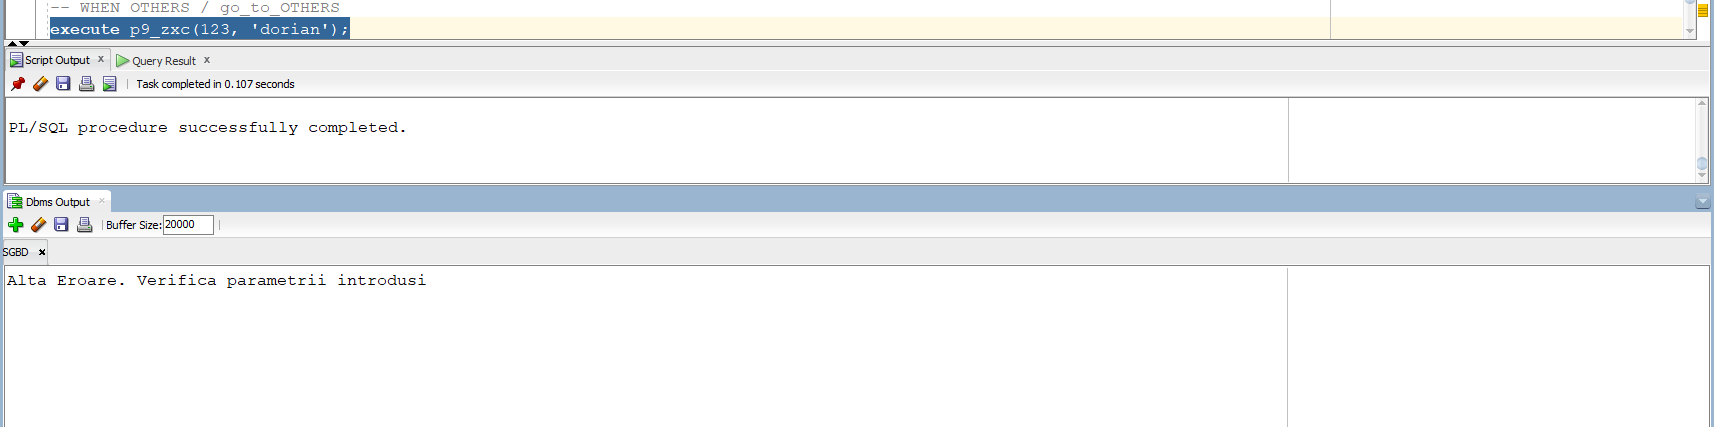 -- WHEN OTHERS / go_to_OTHERS
execute p9_zxc(123, 'dorian');
Script Output x Query Result x
Task completed in 0.107 seconds
PL/SQL procedure successfully completed.
Dbms Output x
Buffer Size: 20000
SGBD x
Alta Eroare. Verifica parametrii introdusi